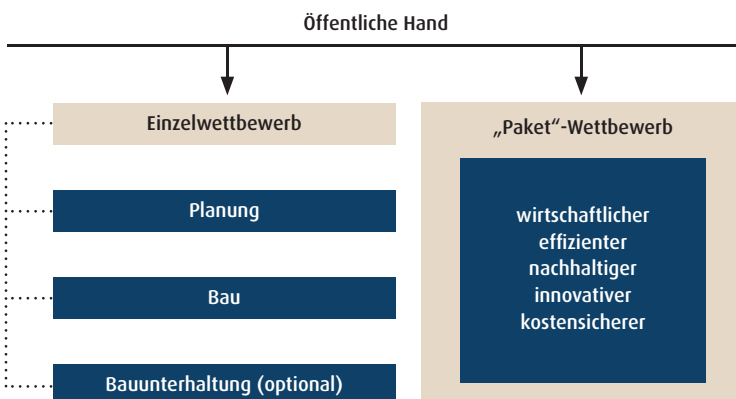 Öffentliche Hand
Einzelwettbewerb
Planung
Bau
Bauunterhaltung (optional)
„Paket“-Wettbewerb
wirtschaftlicher
effizienter
nachhaltiger
innovativer
kostensicherer